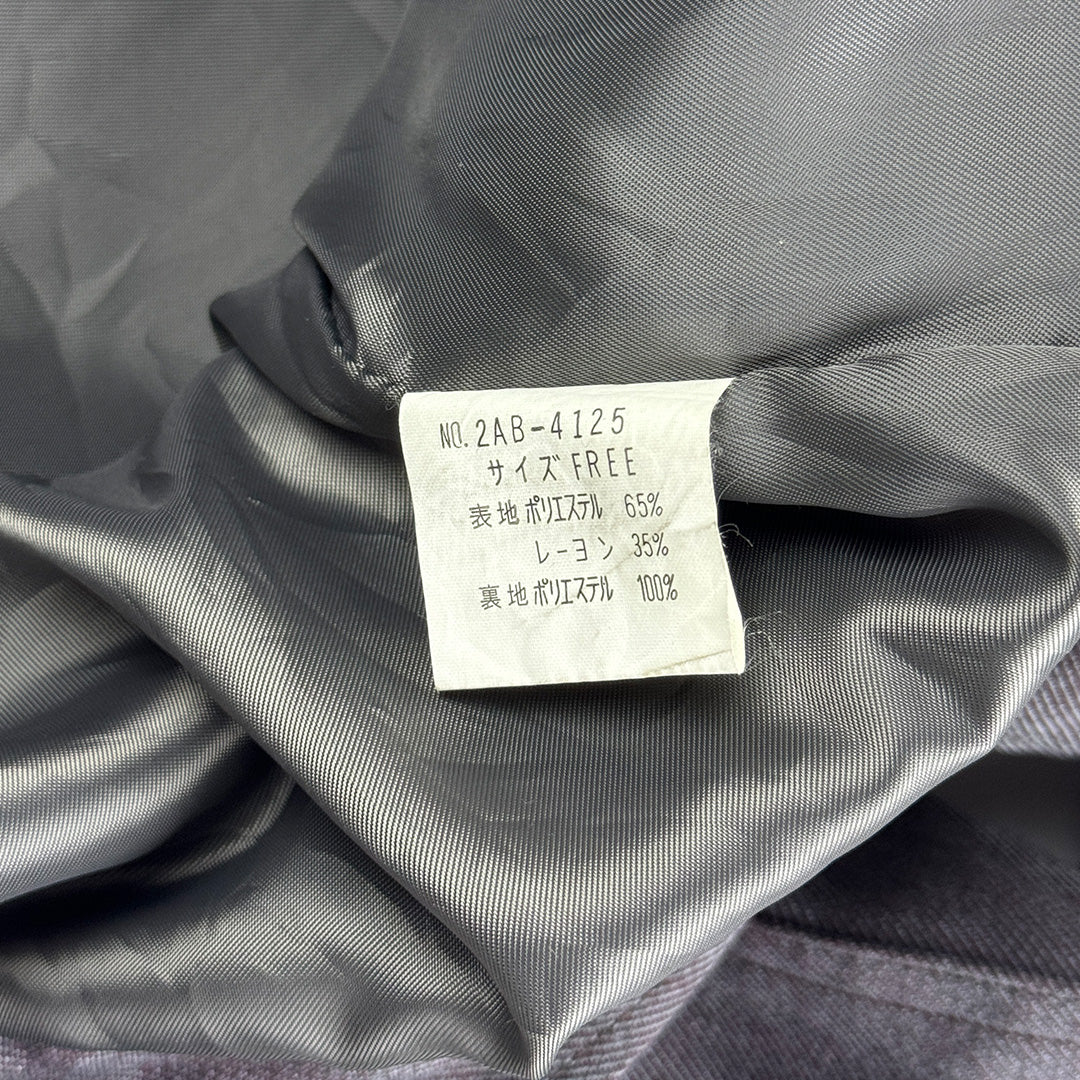 NO. 2AB-4125
サイズ FREE
表地 ポリエステル 65%
レーヨン 35%
裏地 ポリエステル 100%